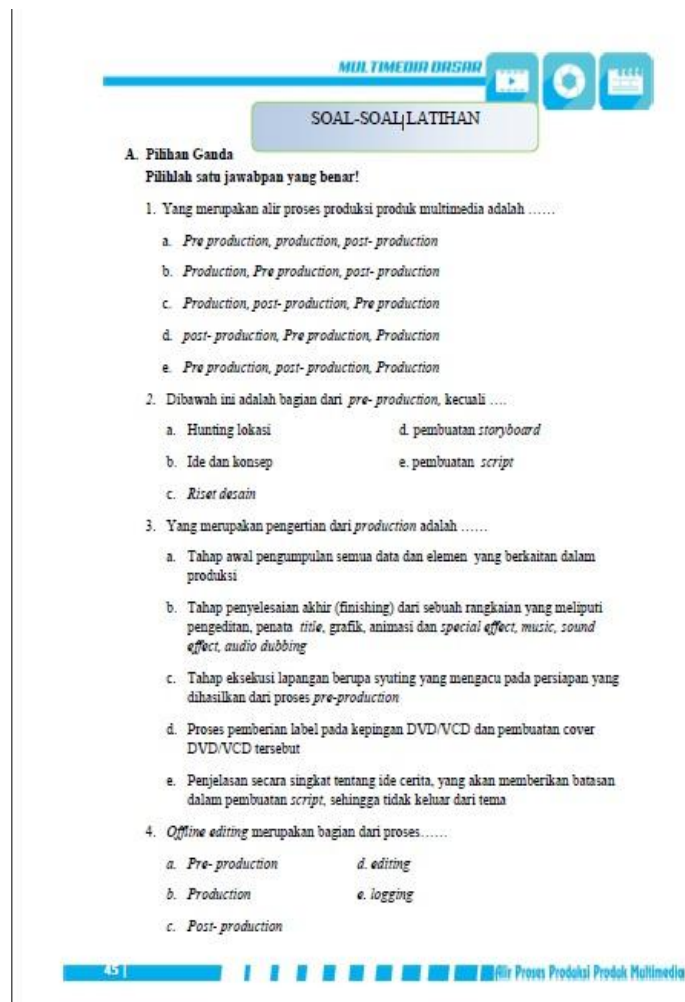 MULTIMEDIA DASAR
SOAL-SOAL LATIHAN
A. Pilihan Ganda
Pilihlah satu jawabpan yang benar!
1. Yang merupakan alir proses produksi produk multimedia adalah ……
a. Pre production, production, post- production
b. Production, Pre production, post- production
c. Production, post- production, Pre production
d. post- production, Pre production, Production
e. Pre production, post- production, Production
2. Dibawah ini adalah bagian dari pre- production, kecuali ….
a. Hunting lokasi d. pembuatan storyboard
b. Ide dan konsep e. pembuatan script
c. Riset desain
3. Yang merupakan pengertian dari production adalah ……
a. Tahap awal pengumpulan semua data dan elemen yang berkaitan dalam
produksi
b. Tahap penyelesaian akhir (finishing) dari sebuah rangkaian yang meliputi
pengeditan, penata title, grafik, animasi dan special effect, music, sound
effect, audio dubbing
c. Tahap eksekusi lapangan berupa syuting yang mengacu pada persiapan yang
dihasilkan dari proses pre-production
d. Proses pemberian label pada kepingan DVD/VCD dan pembuatan cover
DVD/VCD tersebut
e. Penjelasan secara singkat tentang ide cerita, yang akan memberikan batasan
dalam pembuatan script, sehingga tidak keluar dari tema
4. Offline editing merupakan bagian dari proses……
a. Pre- production d. editing
b. Production e. logging
c. Post- production
45 | Alir Proses Produksi Produk Multimedia